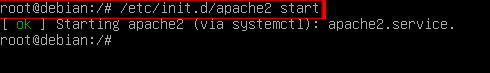 root@debian:/# /etc/init.d/apache2 start
[ ok ] Starting apache2 (via systemctl): apache2.service.
root@debian:/#